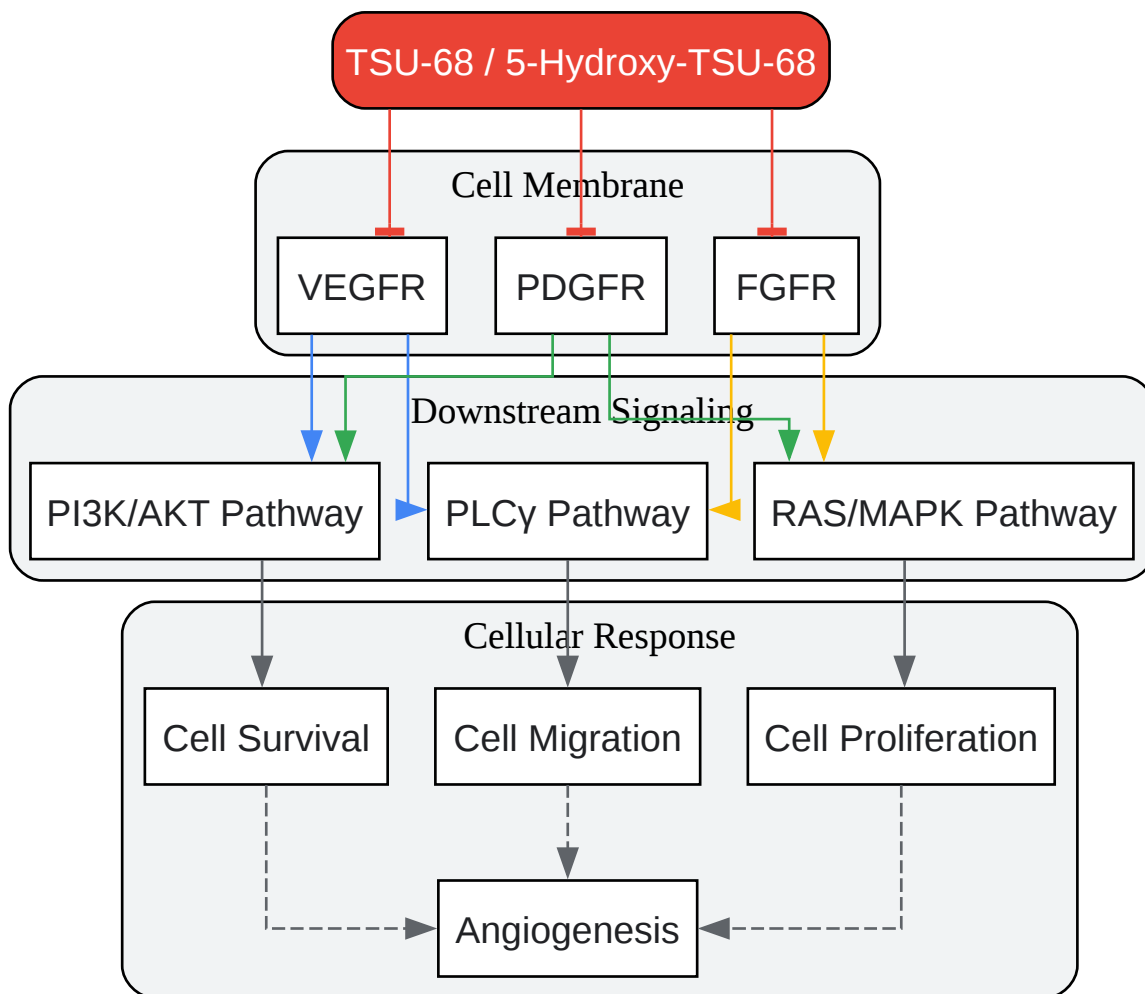 TSU-68 / 5-Hydroxy-TSU-68
Cell Membrane
VEGFR
PDGFR
FGFR
Downstream Signaling
PI3K/AKT Pathway
PLCγ Pathway
RAS/MAPK Pathway
Cellular Response
Cell Survival
Cell Migration
Cell Proliferation
Angiogenesis